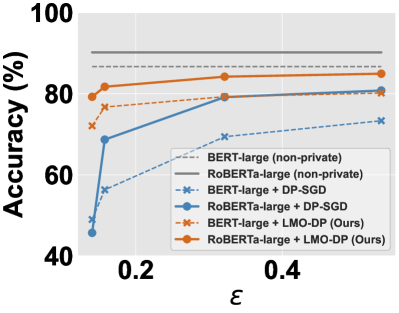 100
80
60
40
Accuracy (%)
BERT-large (non-private)
RoBERTa-large (non-private)
BERT-large + DP-SGD
RoBERTa-large + DP-SGD
BERT-large + LMO-DP (Ours)
RoBERTa-large + LMO-DP (Ours)
0.2 0.4
ε